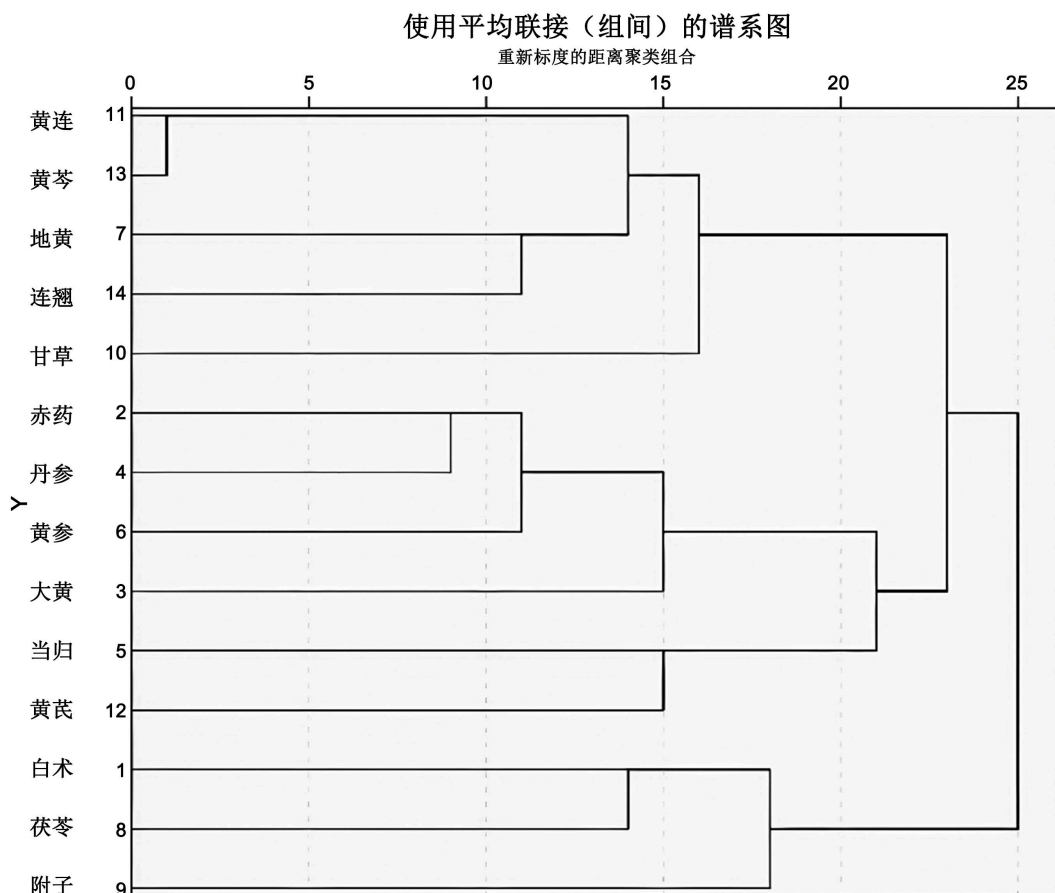 使用平均联接（组间）的谱系图
重新标度的距离聚类组合
0 5 10 15 20 25
黄连 11
黄芩 13
地黄 7
连翘 14
甘草 10
赤药 2
丹参 4
Y
黄参 6
大黄 3
当归 5
黄芪 12
白术 1
茯苓 8
附子 9